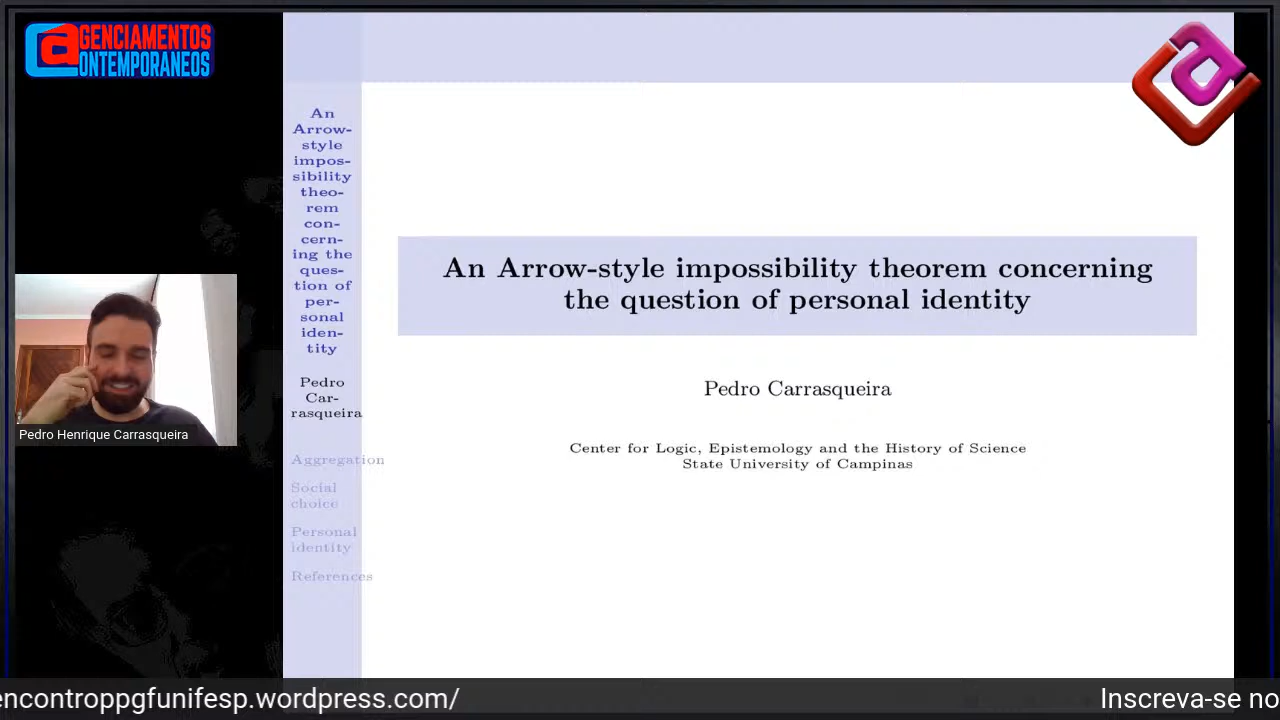 aGENCIAMENTOS
CONTEMPORANEOS
An
Arrow-
style
impos-
sibility
theo-
rem
con-
cern-
ing the
ques-
tion of
per-
sonal
iden-
tity
Pedro
Car-
rasqueira
Aggregation
Social
choice
Personal
identity
References
An Arrow-style impossibility theorem concerning
the question of personal identity
Pedro Carrasqueira
Center for Logic, Epistemology and the History of Science
State University of Campinas
Pedro Henrique Carrasqueira
encontroppgfunifesp.wordpress.com/
Inscreva-se no